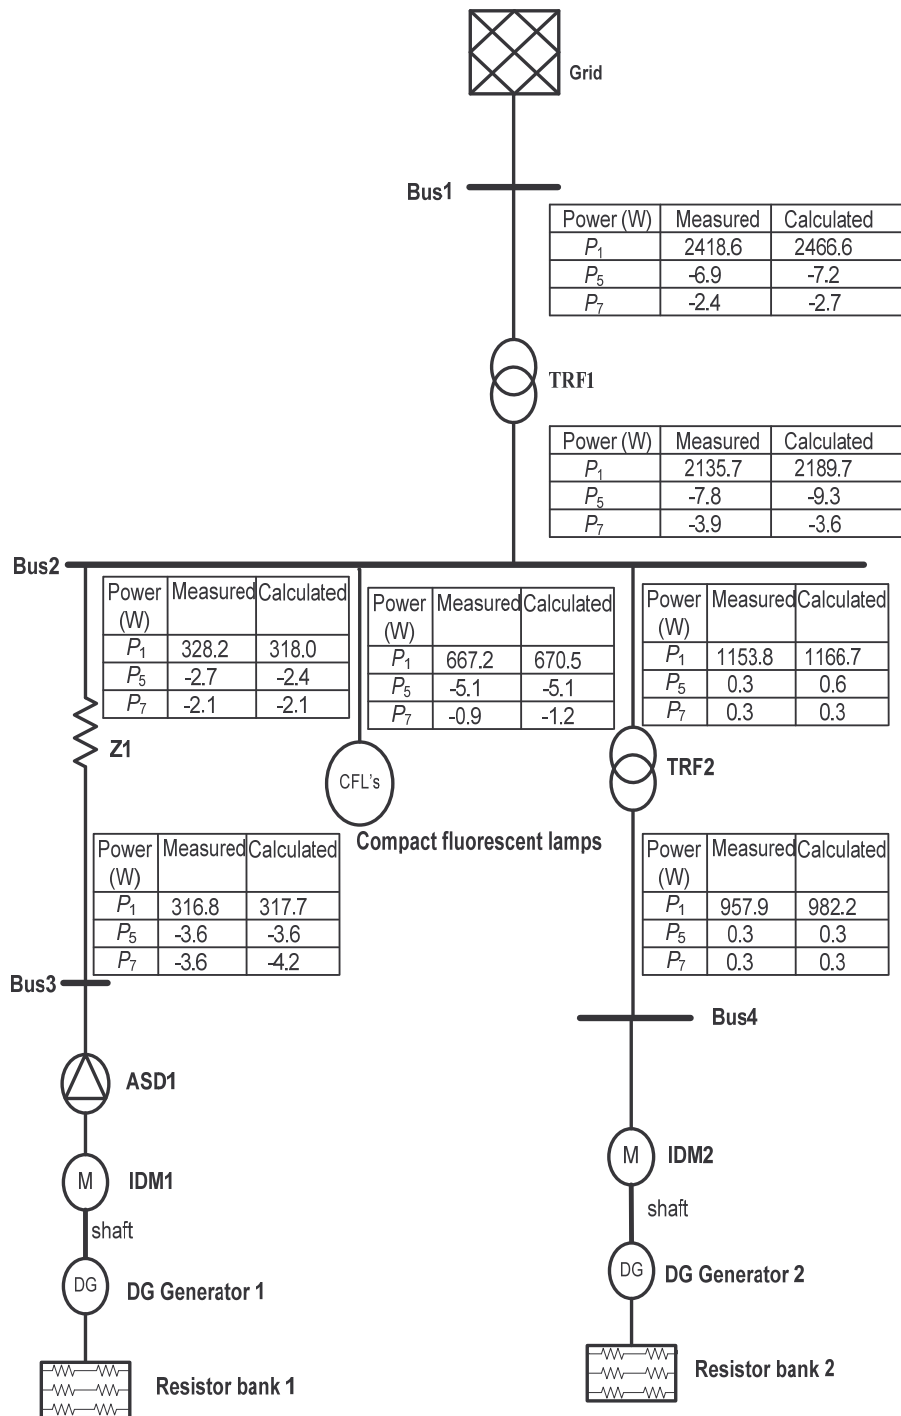 Grid
Bus1
Power (W) Measured Calculated
P1 2418.6 2466.6
P5 -6.9 -7.2
P7 -2.4 -2.7
TRF1
Power (W) Measured Calculated
P1 2135.7 2189.7
P5 -7.8 -9.3
P7 -3.9 -3.6
Bus2
Power (W) Measured Calculated
P1 328.2 318.0
P5 -2.7 -2.4
P7 -2.1 -2.1
Power (W) Measured Calculated
P1 667.2 670.5
P5 -5.1 -5.1
P7 -0.9 -1.2
Power (W) Measured Calculated
P1 1153.8 1166.7
P5 0.3 0.6
P7 0.3 0.3
Z1
CFL's
TRF2
Compact fluorescent lamps
Power (W) Measured Calculated
P1 316.8 317.7
P5 -3.6 -3.6
P7 -3.6 -4.2
Power (W) Measured Calculated
P1 957.9 982.2
P5 0.3 0.3
P7 0.3 0.3
Bus3
Bus4
ASD1
M IDM1
M IDM2
shaft
shaft
DG DG Generator 1
DG DG Generator 2
Resistor bank 1
Resistor bank 2